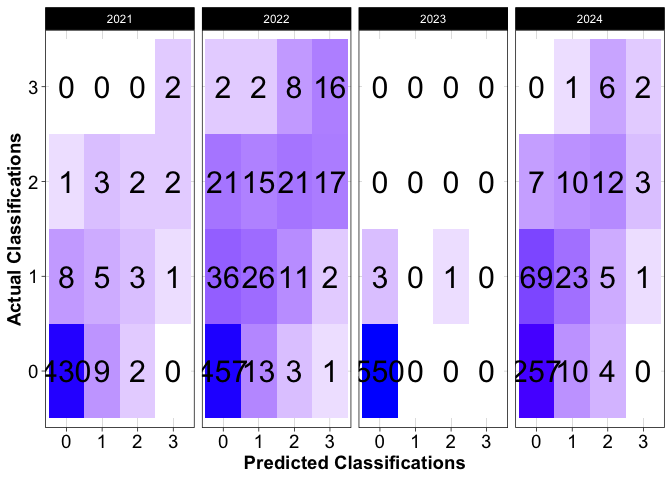 2021 2022 2023 2024
3 0 0 0 2 2 2 8 16 0 0 0 0 0 1 6 2
2 1 3 2 2 21 15 21 17 0 0 0 0 7 10 12 3
1 8 5 3 1 36 26 11 2 3 0 1 0 69 23 5 1
0 430 9 2 0 457 13 3 1 550 0 0 0 257 10 4 0
0 1 2 3 0 1 2 3 0 1 2 3 0 1 2 3
Predicted Classifications
Actual Classifications